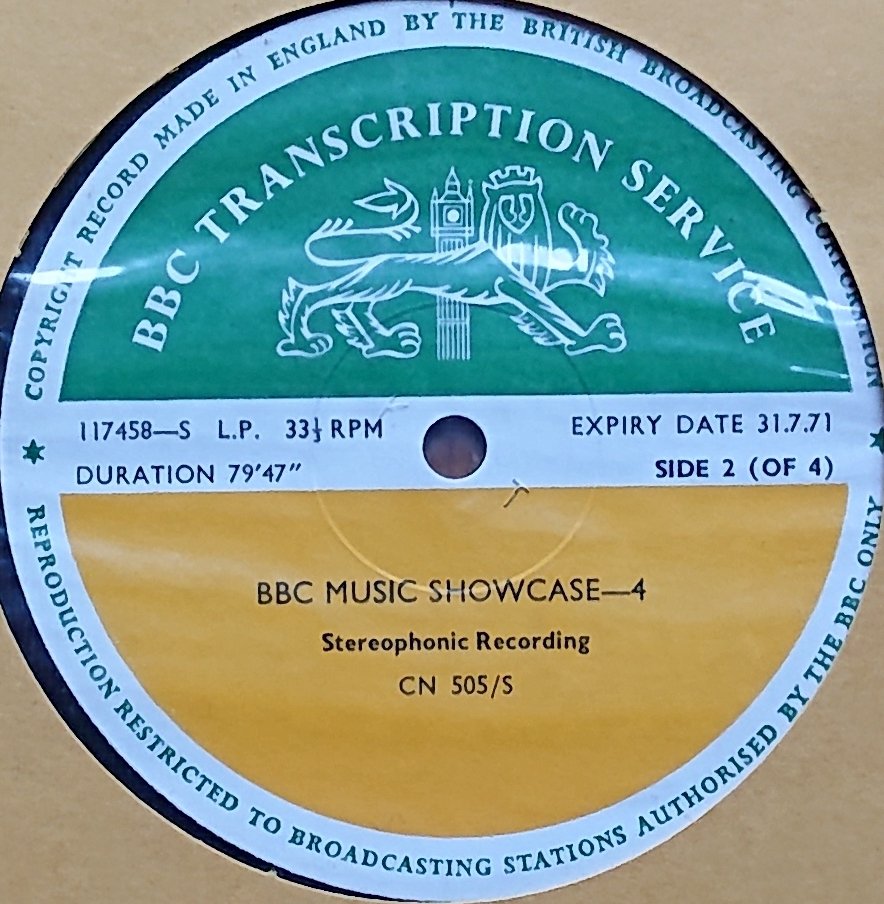 COPYRIGHT RECORD MADE IN ENGLAND BY THE BRITISH BROADCASTING CORPORATION
BBC TRANSCRIPTION SERVICE
117458—S L.P. 33⅓ RPM
EXPIRY DATE 31.7.71
DURATION 79'47"
SIDE 2 (OF 4)
BBC MUSIC SHOWCASE—4
Stereophonic Recording
CN 505/S
REPRODUCTION RESTRICTED TO BROADCASTING STATIONS AUTHORISED BY THE BBC ONLY